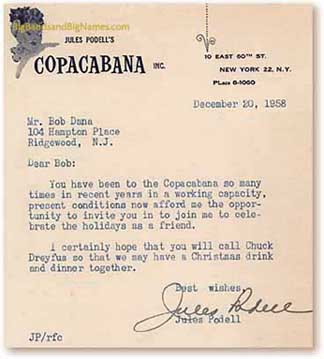 BigBandsandBigNames.com
JULES PODELL'S
COPACABANA INC.
10 EAST 60TH ST.
NEW YORK 22, N.Y.
PLaza 8-1060
December 20, 1958
Mr. Bob Dana
104 Hampton Place
Ridgewood, N.J.
Dear Bob:
You have been to the Copacabana so many
times in recent years in a working capacity,
present conditions now afford me the oppor-
tunity to invite you in to join me to cele-
brate the holidays as a friend.
I certainly hope that you will call Chuck
Dreyfus so that we may have a Christmas drink
and dinner together.
Best wishes,
Jules Podell
Jules Podell
JP/rfc